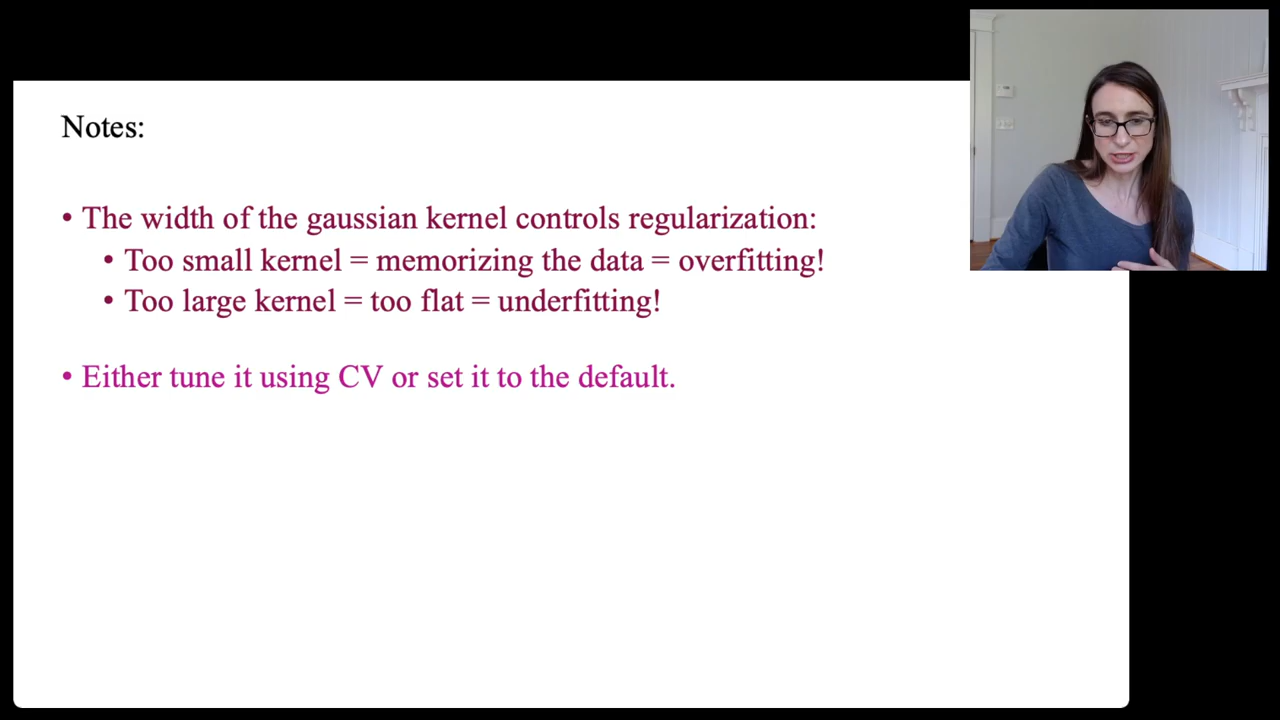 Notes:
• The width of the gaussian kernel controls regularization:
• Too small kernel = memorizing the data = overfitting!
• Too large kernel = too flat = underfitting!
• Either tune it using CV or set it to the default.